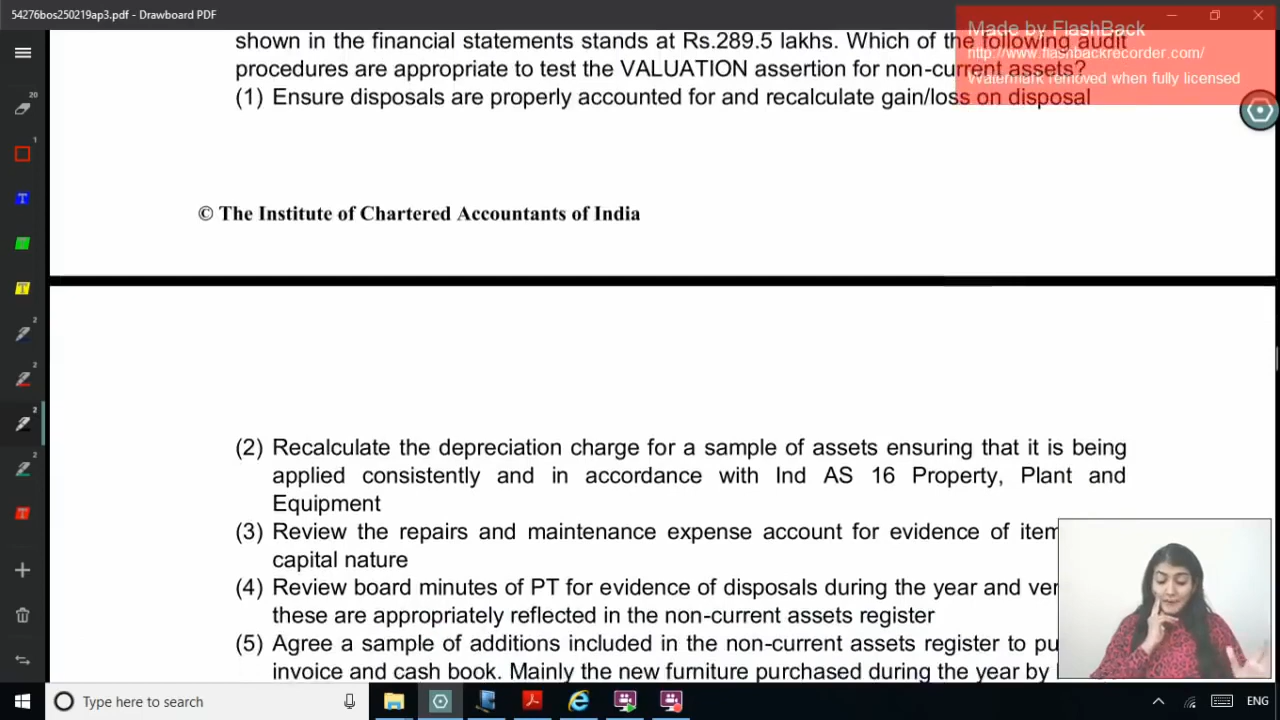 54276bos250219ap3.pdf - Drawboard PDF
Made by FlashBack
http://www.flashbackrecorder.com/
Watermark removed when fully licensed
shown in the financial statements stands at Rs.289.5 lakhs. Which of the following audit
procedures are appropriate to test the VALUATION assertion for non-current assets?
(1) Ensure disposals are properly accounted for and recalculate gain/loss on disposal
© The Institute of Chartered Accountants of India
(2) Recalculate the depreciation charge for a sample of assets ensuring that it is being
applied consistently and in accordance with Ind AS 16 Property, Plant and
Equipment
(3) Review the repairs and maintenance expense account for evidence of item
capital nature
(4) Review board minutes of PT for evidence of disposals during the year and ver
these are appropriately reflected in the non-current assets register
(5) Agree a sample of additions included in the non-current assets register to pu
invoice and cash book. Mainly the new furniture purchased during the year by
20
1
T
T
2
2
2
2
T 2
Type here to search
ENG